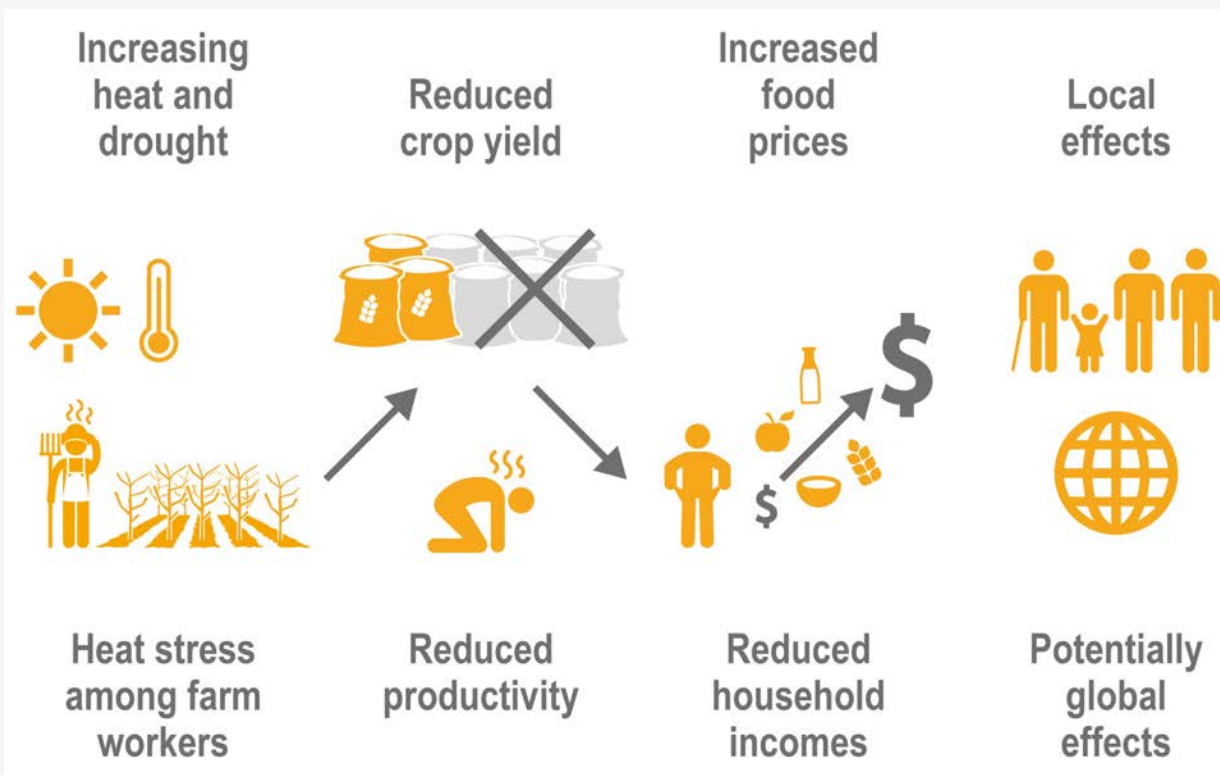 Increasing
heat and
drought
Reduced
crop yield
Increased
food
prices
Local
effects
$
$
Heat stress
among farm
workers
Reduced
productivity
Reduced
household
incomes
Potentially
global
effects